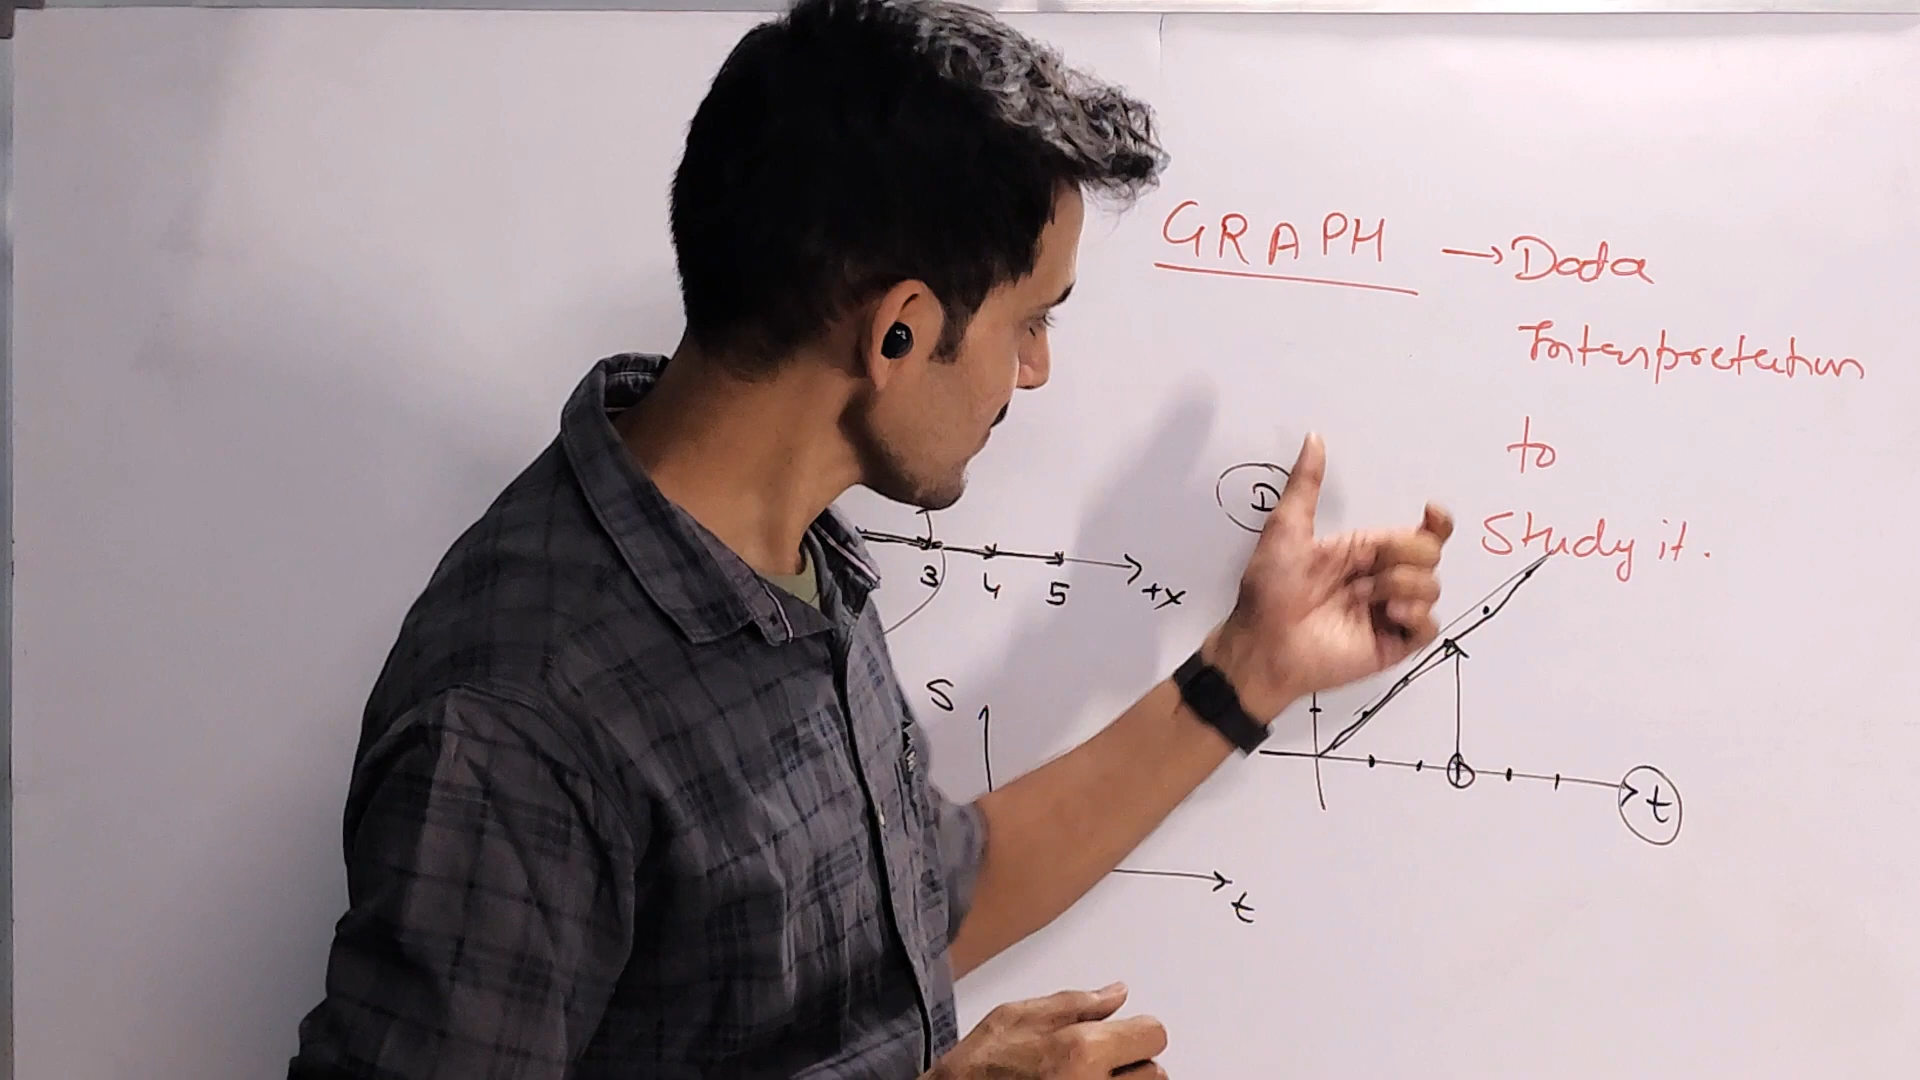 GRAPH → Data
Interpretation
to
Study it.
D
3 4 5 +x
S
t
t